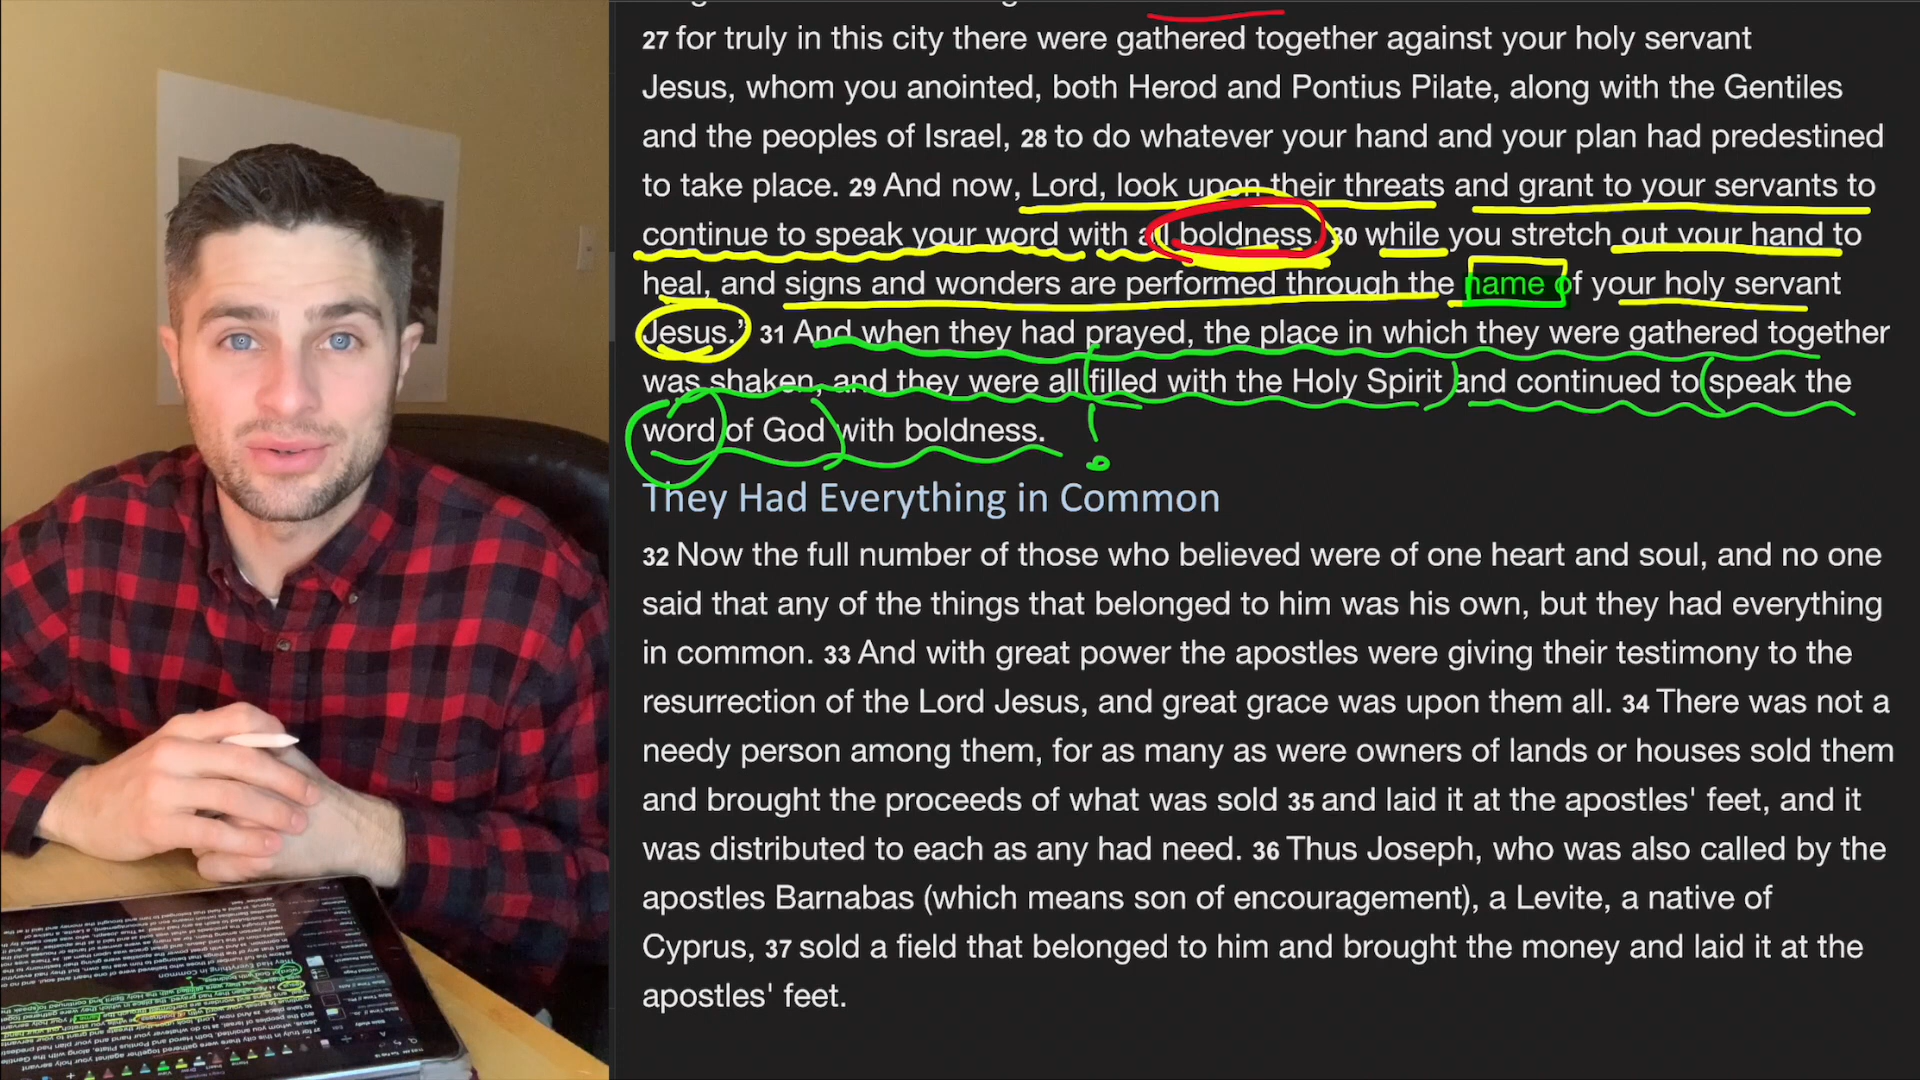 27 for truly in this city there were gathered together against your holy servant
Jesus, whom you anointed, both Herod and Pontius Pilate, along with the Gentiles
and the peoples of Israel, 28 to do whatever your hand and your plan had predestined
to take place. 29 And now, Lord, look upon their threats and grant to your servants to
continue to speak your word with all boldness, 30 while you stretch out your hand to
heal, and signs and wonders are performed through the name of your holy servant
Jesus.” 31 And when they had prayed, the place in which they were gathered together
was shaken, and they were all filled with the Holy Spirit and continued to speak the
word of God with boldness.
They Had Everything in Common
32 Now the full number of those who believed were of one heart and soul, and no one
said that any of the things that belonged to him was his own, but they had everything
in common. 33 And with great power the apostles were giving their testimony to the
resurrection of the Lord Jesus, and great grace was upon them all. 34 There was not a
needy person among them, for as many as were owners of lands or houses sold them
and brought the proceeds of what was sold 35 and laid it at the apostles' feet, and it
was distributed to each as any had need. 36 Thus Joseph, who was also called by the
apostles Barnabas (which means son of encouragement), a Levite, a native of
Cyprus, 37 sold a field that belonged to him and brought the money and laid it at the
apostles' feet.